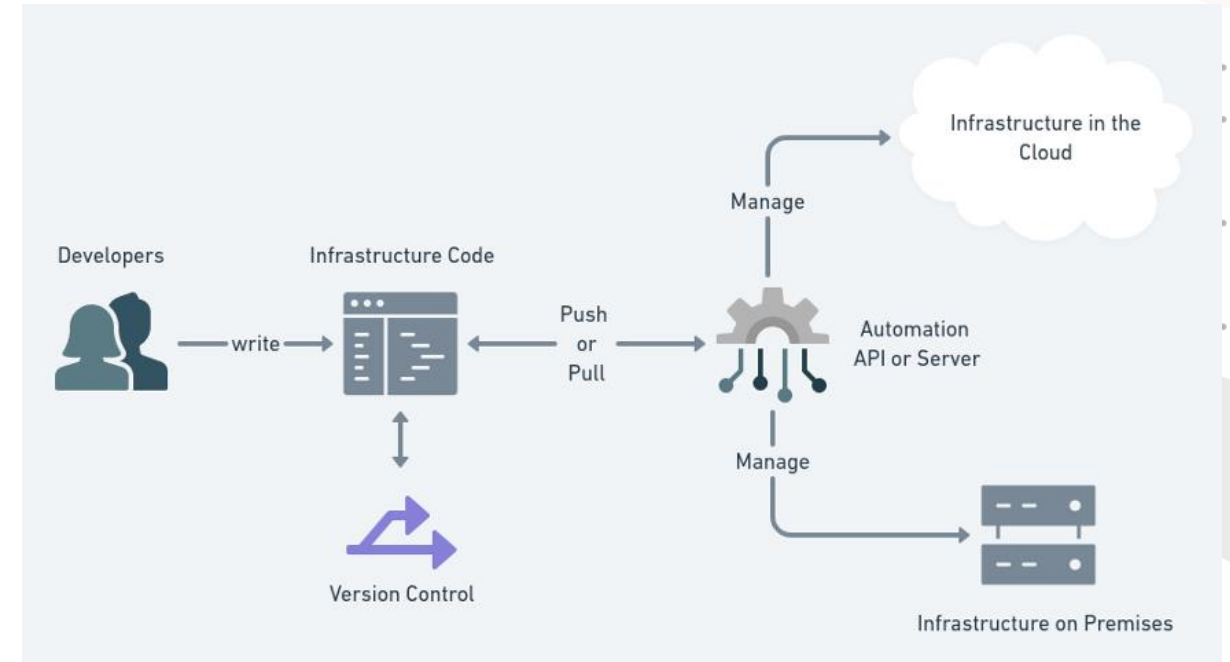 Infrastructure in the
Cloud
Manage
Developers
Infrastructure Code
write
Push
or
Pull
Automation
API or Server
Manage
Version Control
Infrastructure on Premises